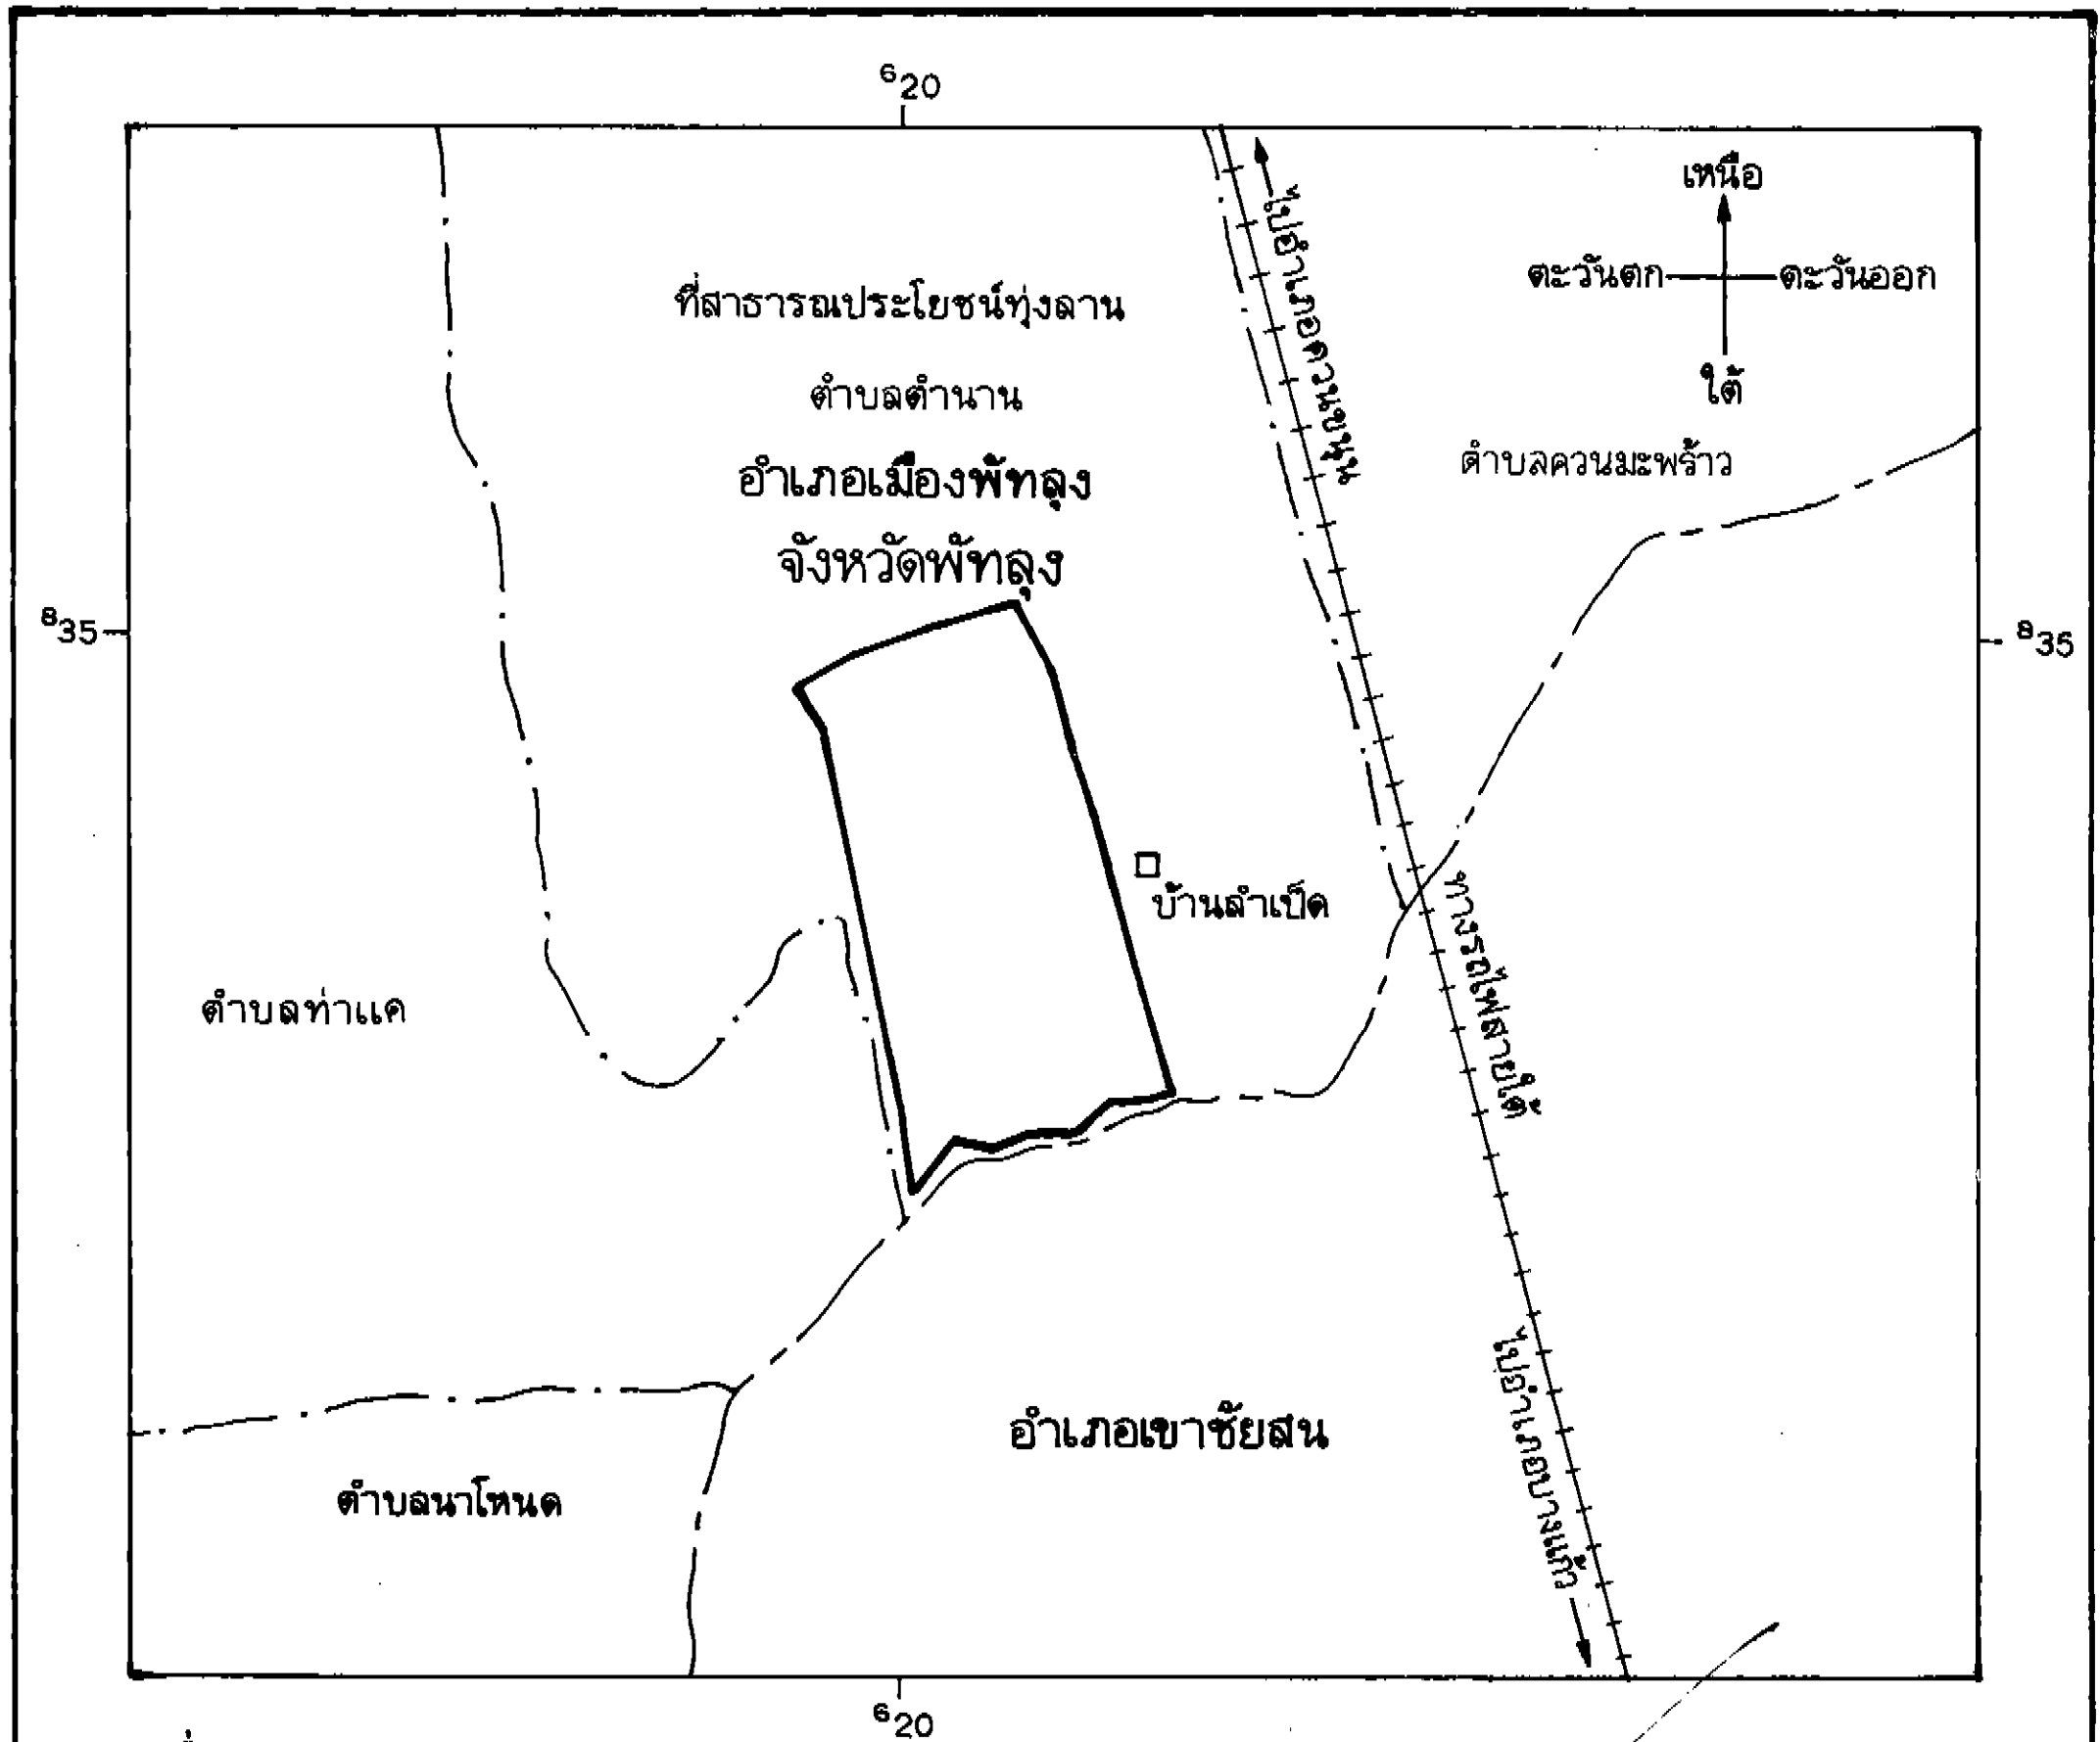 620
เหนือ
ตะวันตก
ตะวันออก
ใต้
ไปอำเภอควนขนุน
ที่สาธารณประโยชน์ทุ่งลาน
ตำบลตำนาน
อำเภอเมืองพัทลุง
จังหวัดพัทลุง
ตำบลควนมะพร้าว
835
835
บ้านลำเป็ด
ทางรถไฟสายใต้
ตำบลท่าแค
ไปอำเภอบางแก้ว
อำเภอเขาชัยสน
ตำบลนาโหนด
620